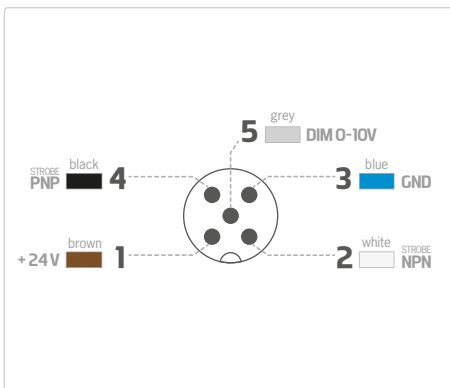 grey
5 DIM 0-10V
black
STROBE
PNP 4
blue
3 GND
brown
+24V 1
white
2 STROBE
NPN